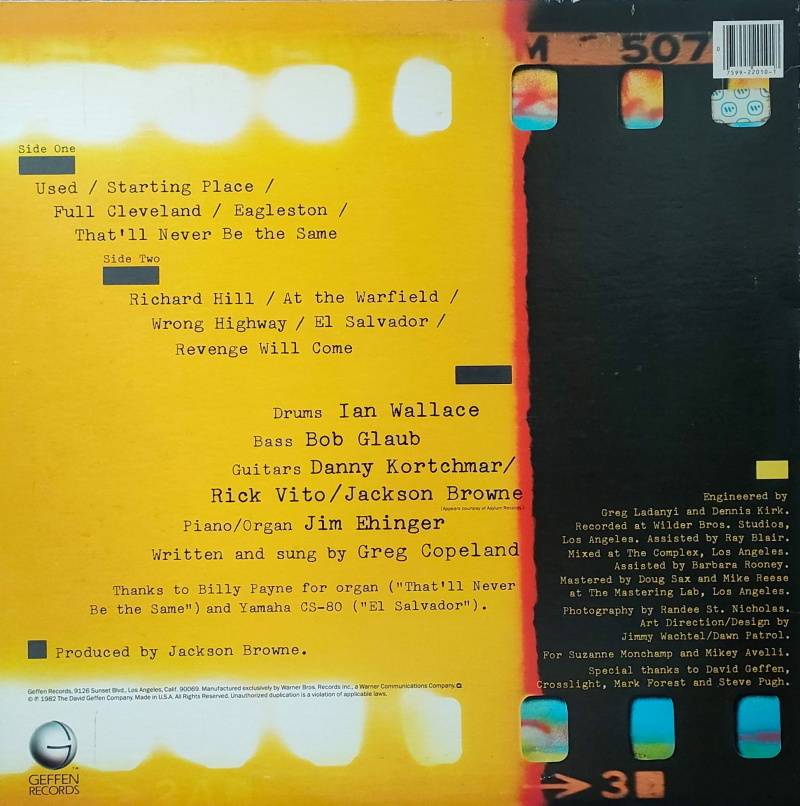 M 507
7599-22010-1
Side One
Used / Starting Place /
Full Cleveland / Eagleston /
That'll Never Be the Same
Side Two
Richard Hill / At the Warfield /
Wrong Highway / El Salvador /
Revenge Will Come
Drums Ian Wallace
Bass Bob Glaub
Guitars Danny Kortchmar/
Rick Vito/Jackson Browne
(Appears courtesy of Asylum Records)
Piano/Organ Jim Ehinger
Written and sung by Greg Copeland
Thanks to Billy Payne for organ ("That'll Never
Be the Same") and Yamaha CS-80 ("El Salvador").
Produced by Jackson Browne.
Engineered by
Greg Ladanyi and Dennis Kirk.
Recorded at Wilder Bros. Studios,
Los Angeles. Assisted by Ray Blair.
Mixed at The Complex, Los Angeles.
Assisted by Barbara Rooney.
Mastered by Doug Sax and Mike Reese
at The Mastering Lab, Los Angeles.
Photography by Randee St. Nicholas.
Art Direction/Design by
Jimmy Wachtel/Dawn Patrol.
For Suzanne Monchamp and Mikey Avelli.
Special thanks to David Geffen,
Crosslight, Mark Forest and Steve Pugh.
Geffen Records, 9126 Sunset Blvd., Los Angeles, Calif. 90069. Manufactured exclusively by Warner Bros. Records Inc., a Warner Communications Company.
© ℗ 1982 The David Geffen Company. Made in U.S.A. All Rights Reserved. Unauthorized duplication is a violation of applicable laws.
G
GEFFEN
RECORDS
™
3